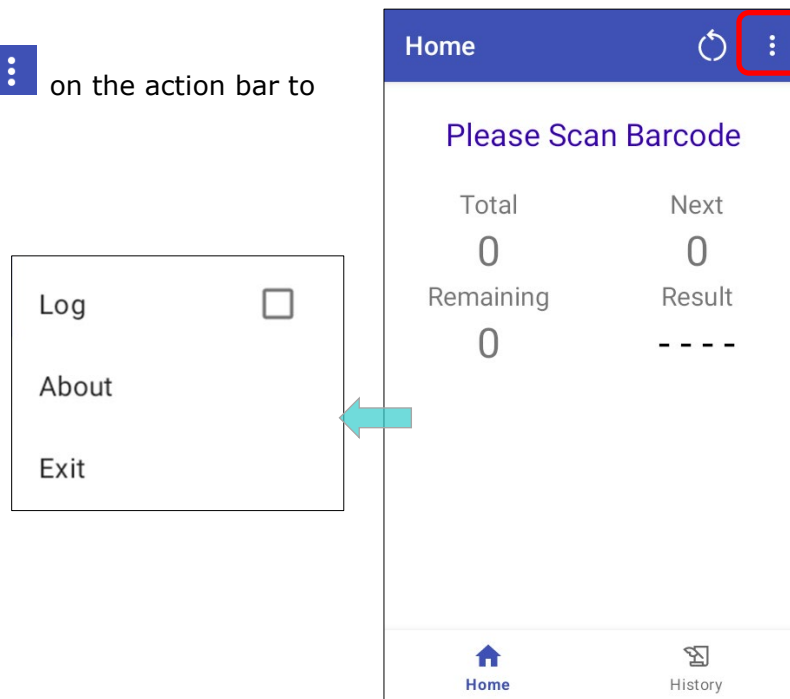 on the action bar to
Log
About
Exit
Home
Please Scan Barcode
Total Next
0 0
Remaining Result
0 ----
Home History